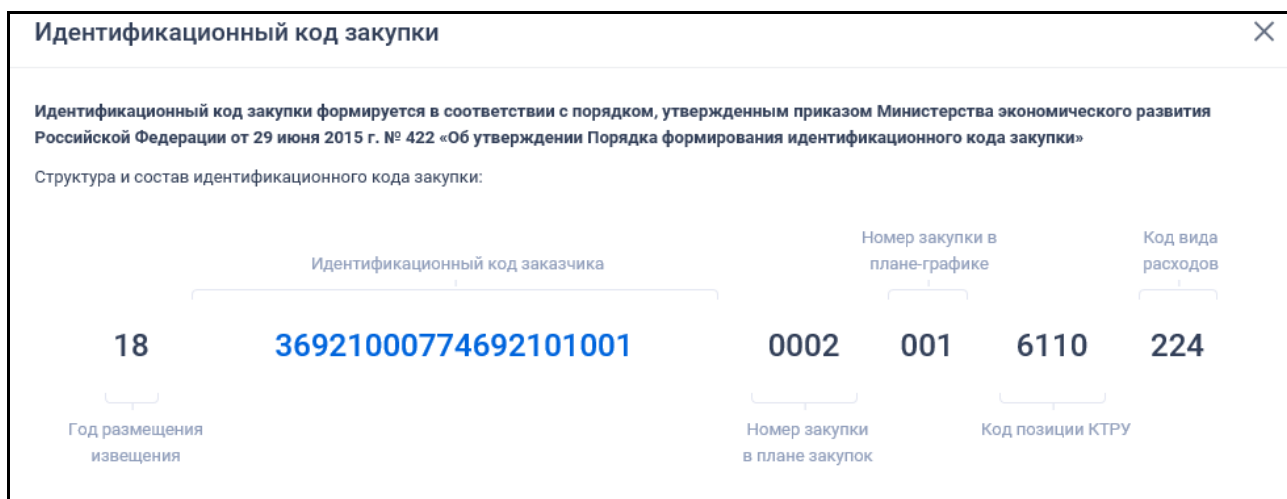 Идентификационный код закупки
Идентификационный код закупки формируется в соответствии с порядком, утвержденным приказом Министерства экономического развития
Российской Федерации от 29 июня 2015 г. № 422 «Об утверждении Порядка формирования идентификационного кода закупки»
Структура и состав идентификационного кода закупки:
Идентификационный код заказчика
Номер закупки в
плане-графике
Код вида
расходов
18 36921000774692101001 0002 001 6110 224
Год размещения
извещения
Номер закупки
в плане закупок
Код позиции КТРУ